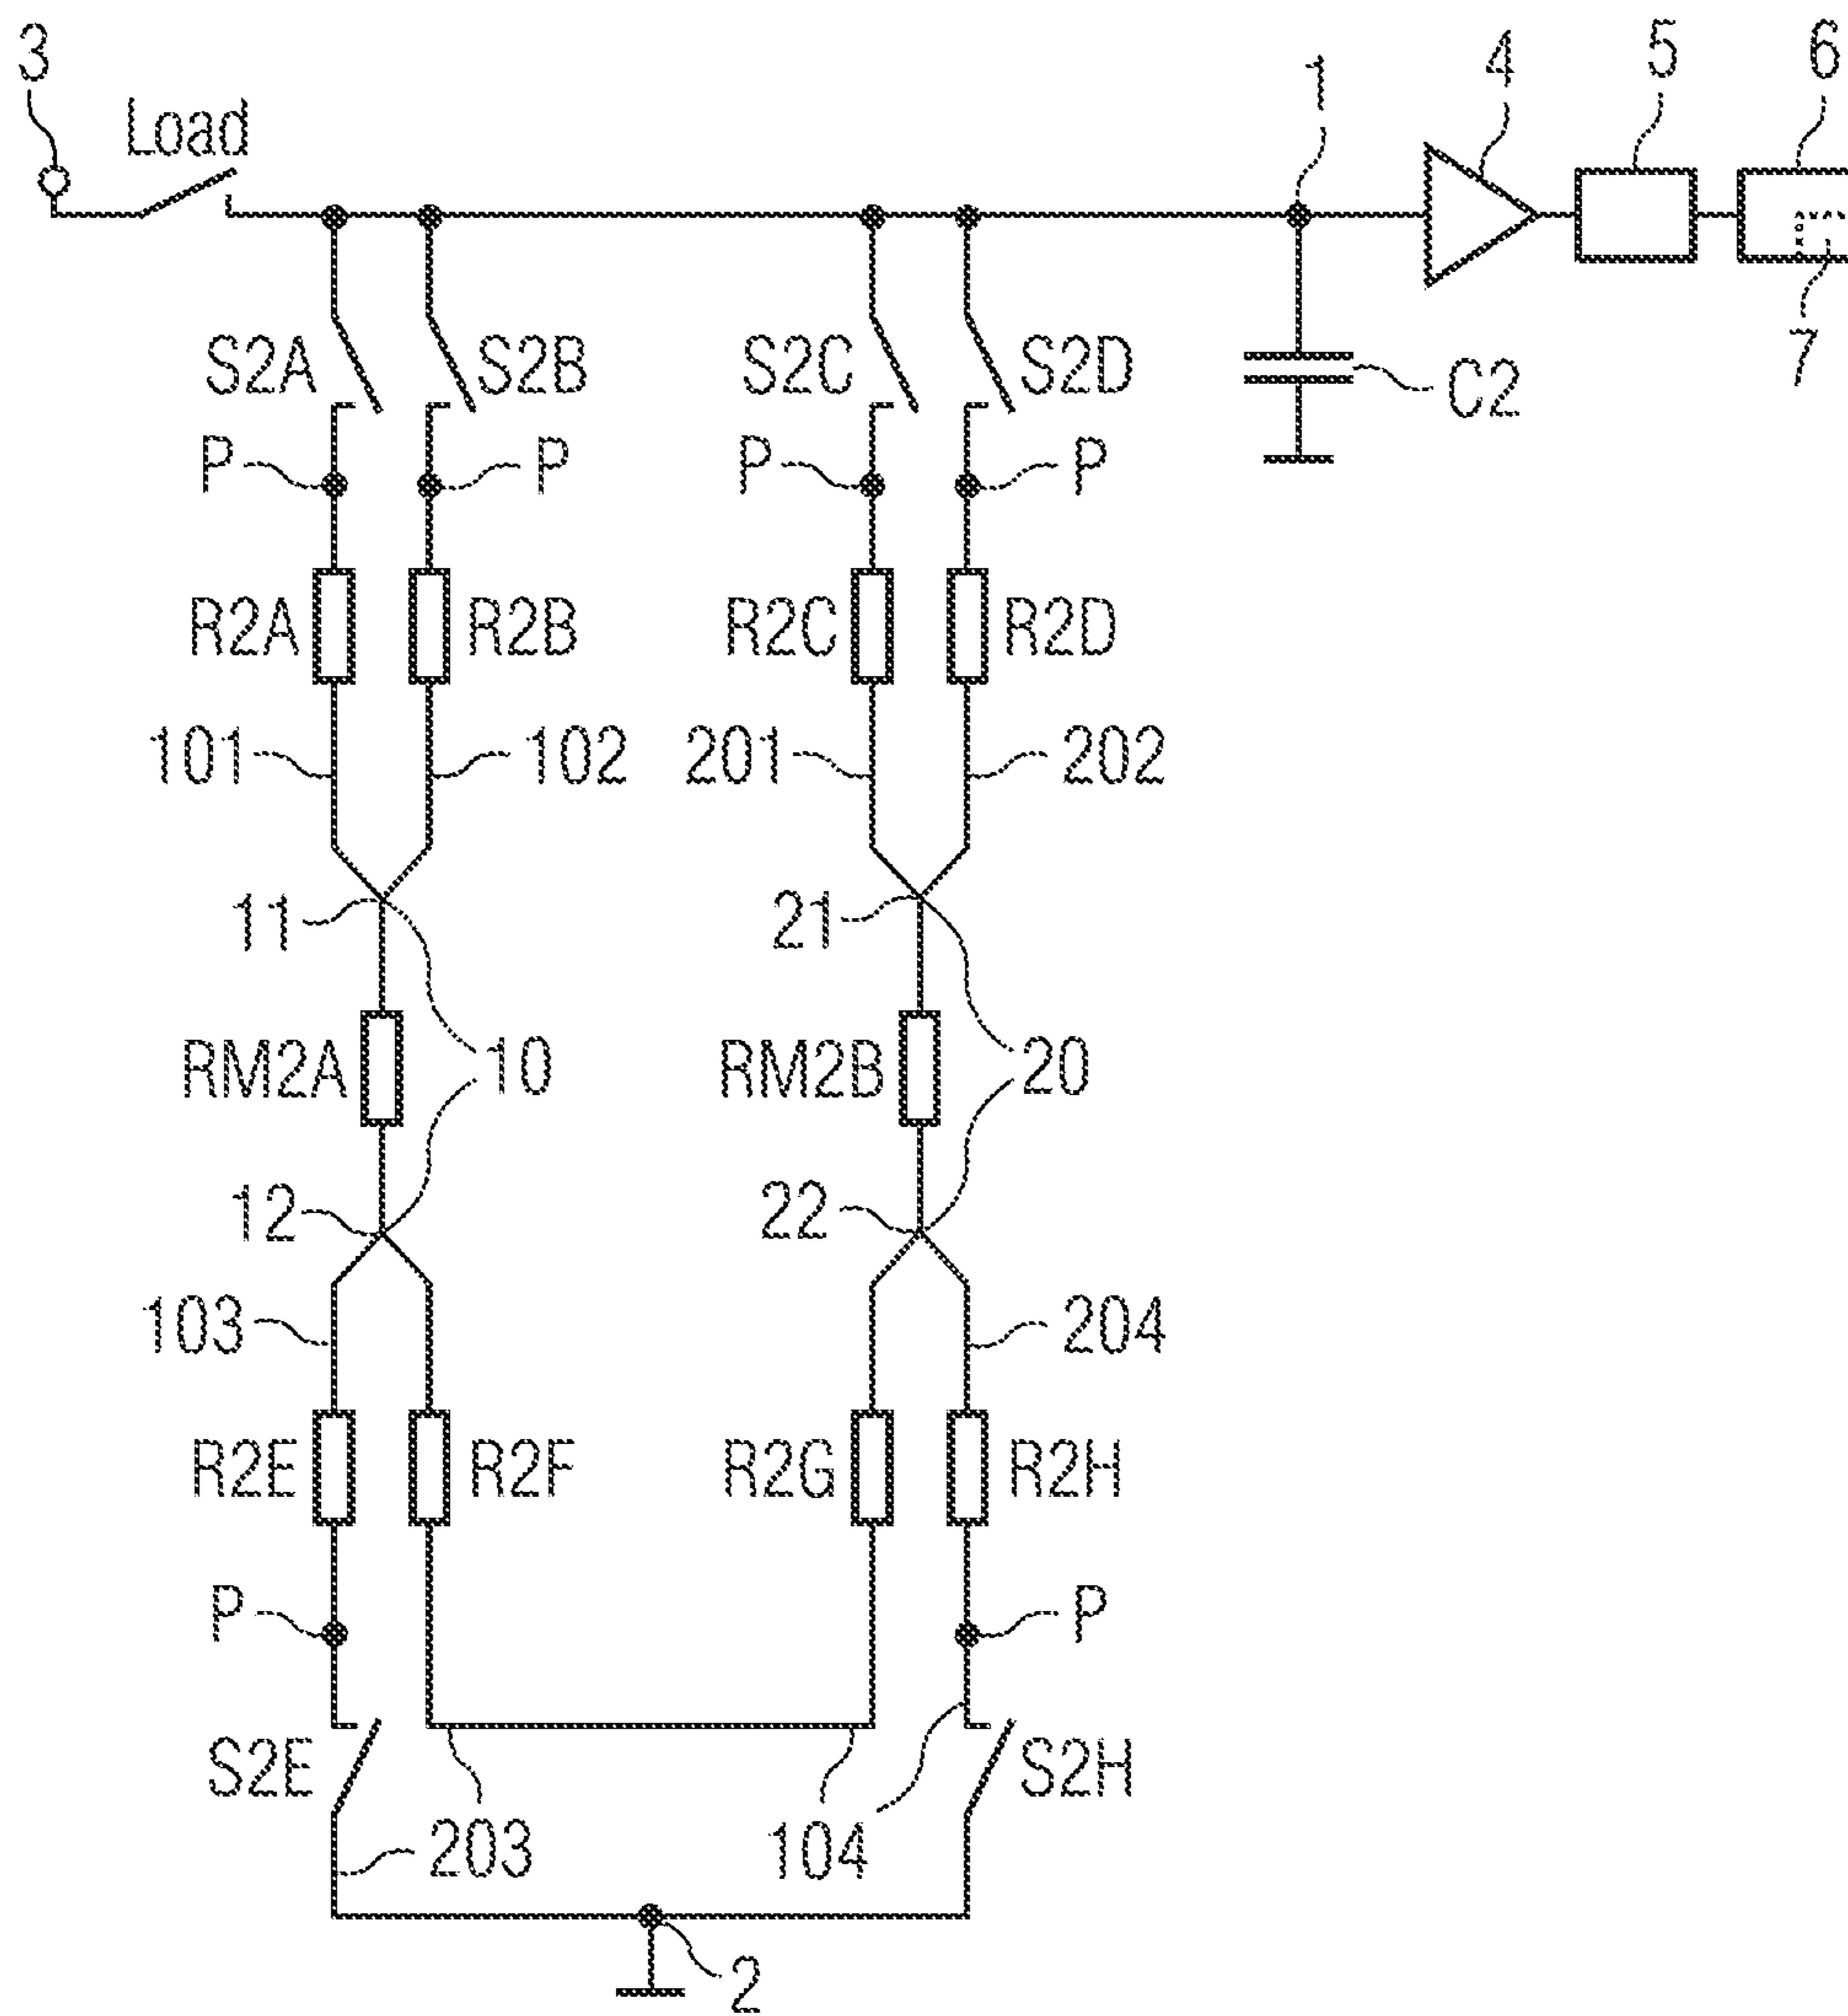 3 Load 1 4 5 6
S2A S2B S2C S2D C2 7
P P P P
R2A R2B R2C R2D
101 102 201 202
11 21
RM2A 10 RM2B 20
12 22
103 204
R2E R2F R2G R2H
P P
S2E S2H
203 104
2